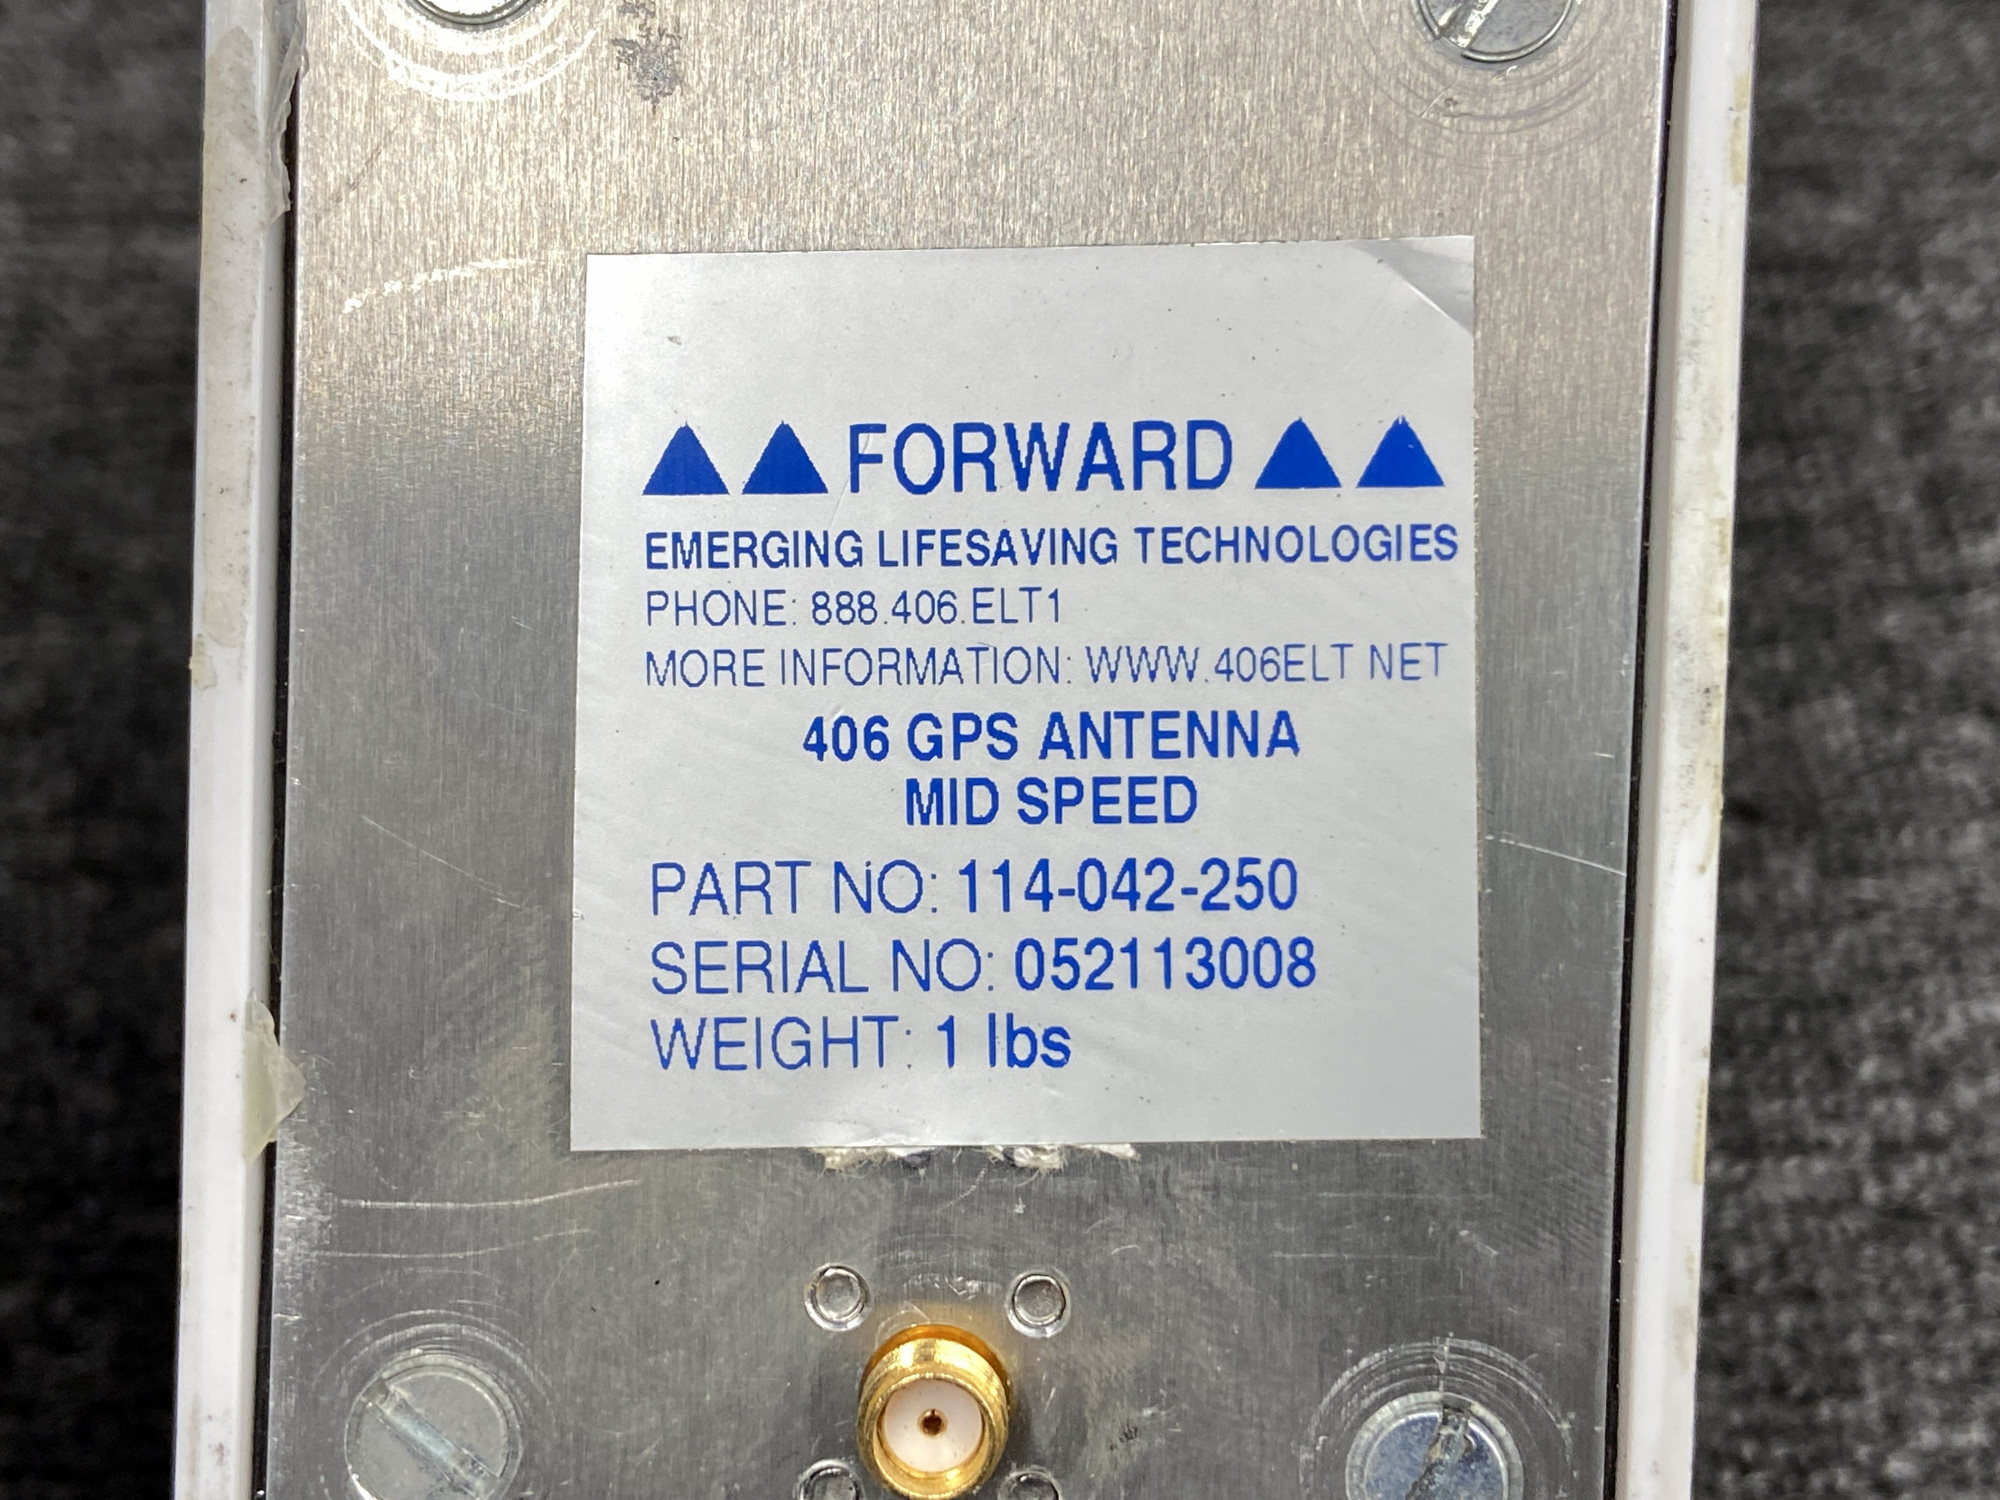 ▲▲FORWARD▲▲
EMERGING LIFESAVING TECHNOLOGIES
PHONE: 888.406.ELT1
MORE INFORMATION: WWW.406ELT NET
406 GPS ANTENNA
MID SPEED
PART NO: 114-042-250
SERIAL NO: 052113008
WEIGHT: 1 lbs